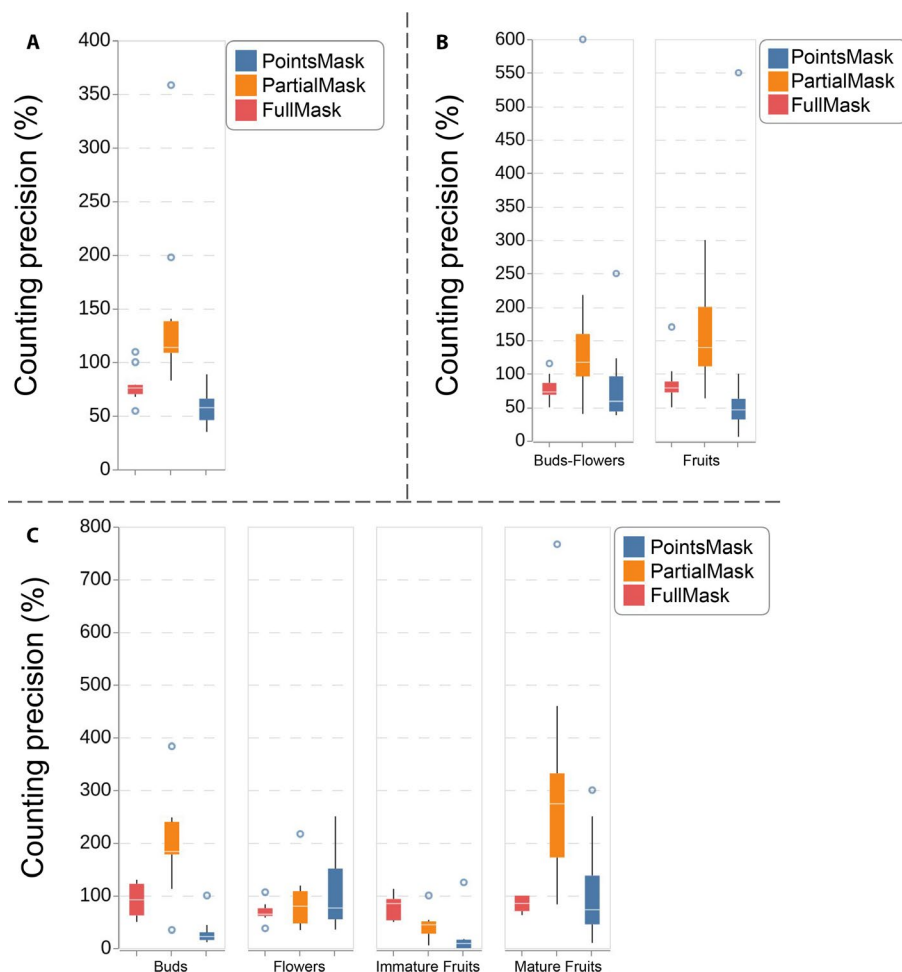 A
Counting precision (%)
400
350
300
250
200
150
100
50
0
PointsMask
PartialMask
FullMask
B
Counting precision (%)
600
550
500
450
400
350
300
250
200
150
100
50
0
Buds-Flowers
Fruits
PointsMask
PartialMask
FullMask
C
Counting precision (%)
800
700
600
500
400
300
200
100
0
Buds
Flowers
Immature Fruits
Mature Fruits
PointsMask
PartialMask
FullMask